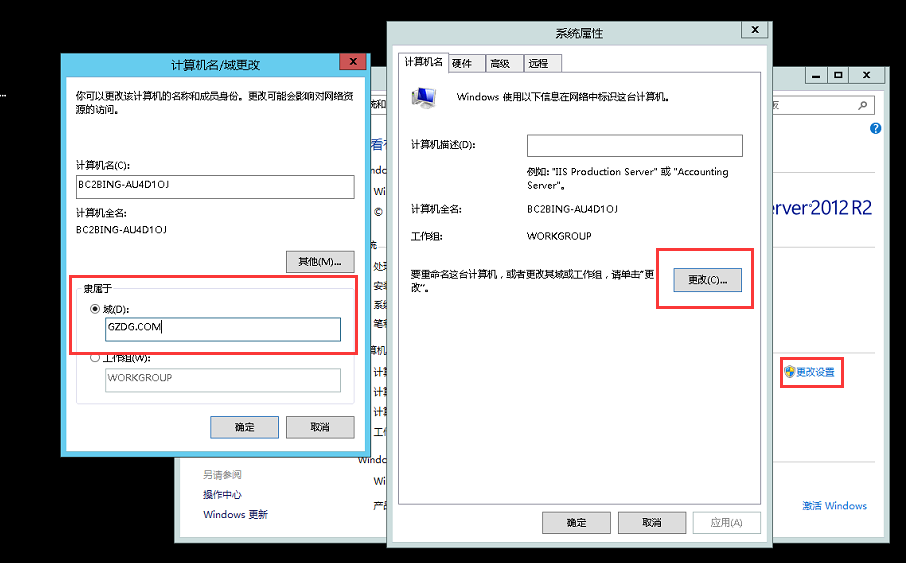 计算机名/域更改
你可以更改该计算机的名称和成员身份。更改可能会影响对网络资
源的访问。
计算机名(C):
BC2BING-AU4D1OJ
计算机全名:
BC2BING-AU4D1OJ
其他(M)...
隶属于
域(D):
GZDG.COM
工作组(W):
WORKGROUP
确定
取消
系统属性
计算机名
硬件
高级
远程
Windows 使用以下信息在网络中标识这台计算机。
计算机描述(D):
例如: "IIS Production Server" 或 "Accounting
Server"。
计算机全名:
BC2BING-AU4D1OJ
工作组:
WORKGROUP
要重命名这台计算机，或者更改其域或工作组，请单击"更
改"。
更改(C)...
确定
取消
应用(A)
erver 2012 R2
更改设置
激活 Windows
另请参阅
操作中心
Windows 更新